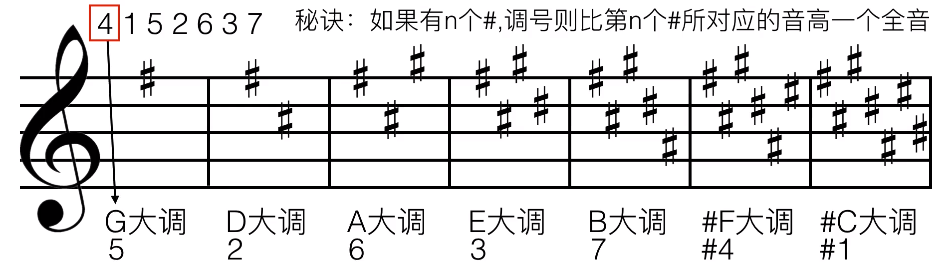 4 1 5 2 6 3 7 秘诀：如果有n个#,调号则比第n个#所对应的音高一个全音
G大调 D大调 A大调 E大调 B大调 #F大调 #C大调
5 2 6 3 7 #4 #1